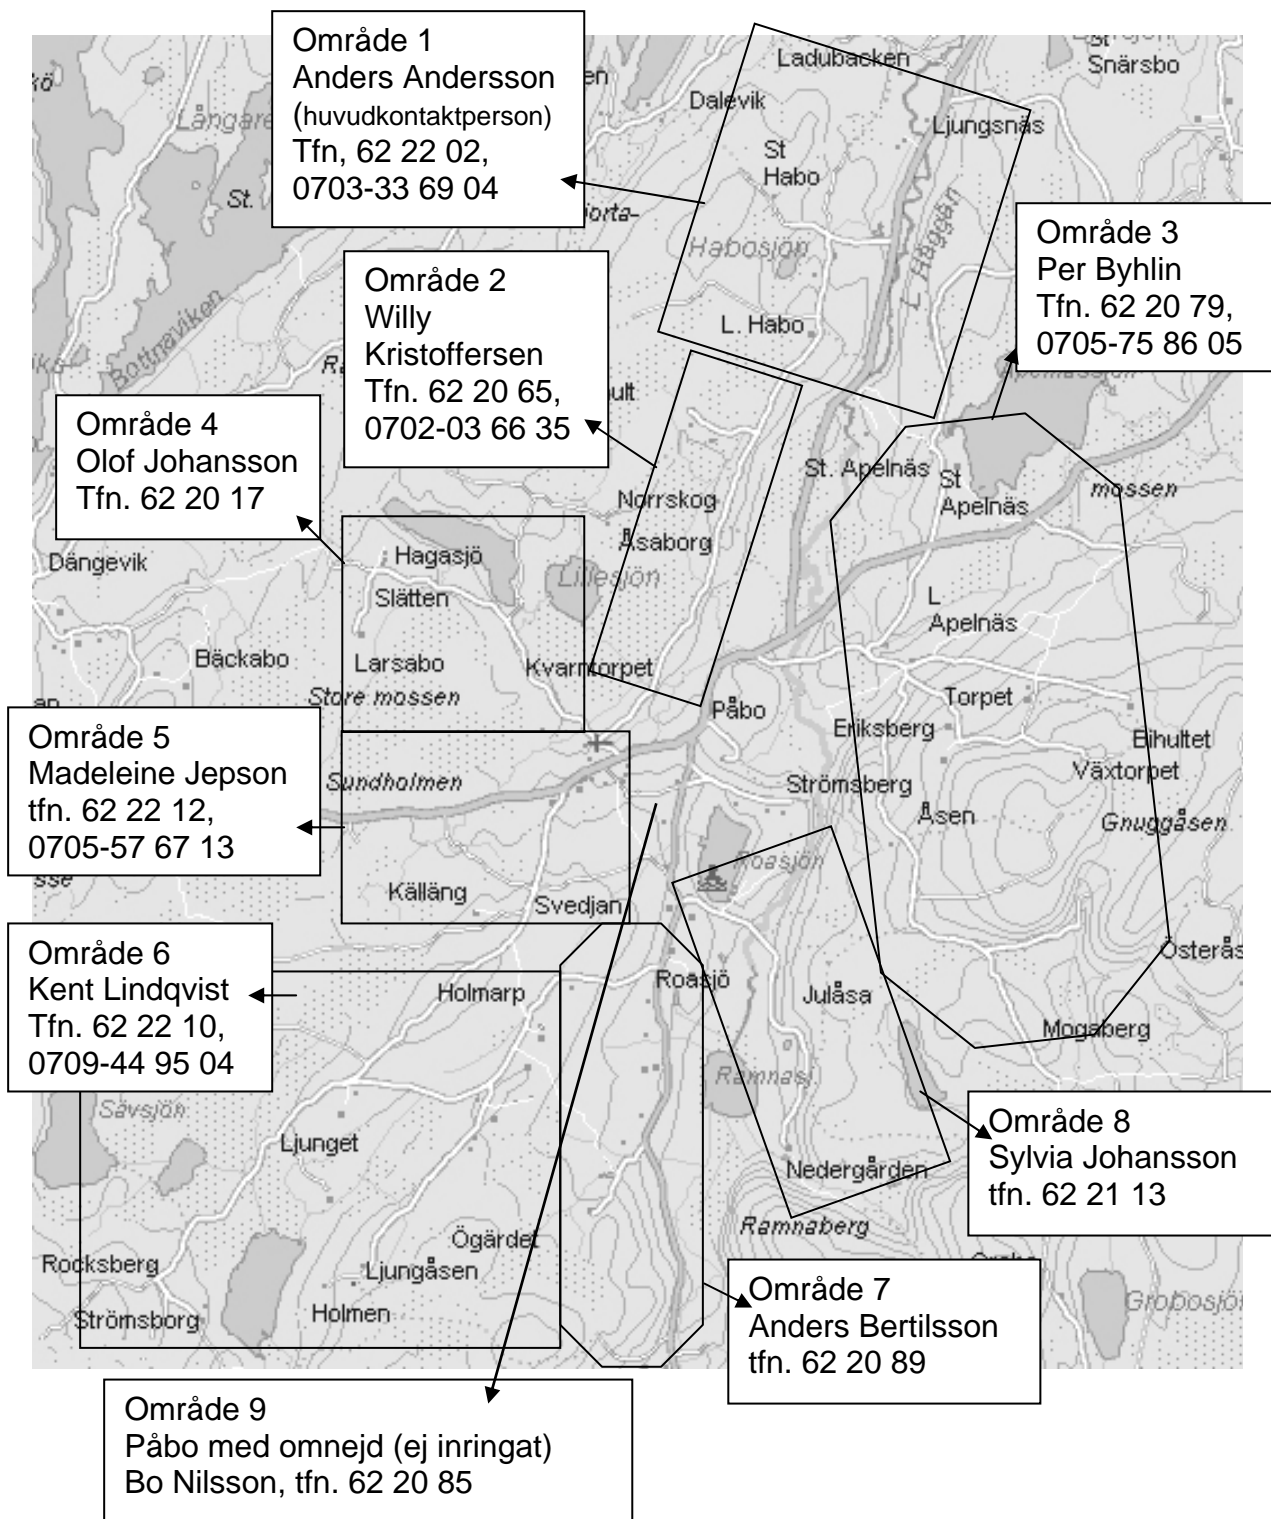 Område 1
Anders Andersson
(huvudkontaktperson)
Tfn, 62 22 02,
0703-33 69 04
Område 2
Willy
Kristoffersen
Tfn. 62 20 65,
0702-03 66 35
Område 3
Per Byhlin
Tfn. 62 20 79,
0705-75 86 05
Område 4
Olof Johansson
Tfn. 62 20 17
Område 5
Madeleine Jepson
tfn. 62 22 12,
0705-57 67 13
Område 6
Kent Lindqvist
Tfn. 62 22 10,
0709-44 95 04
Område 7
Anders Bertilsson
tfn. 62 20 89
Område 8
Sylvia Johansson
tfn. 62 21 13
Område 9
Påbo med omnejd (ej inringat)
Bo Nilsson, tfn. 62 20 85
Ladubacken
St
Snärsbo
Dalevik
Ljungsnäs
St
Habo
St.
Habosjön
L Häggån
L. Habo
Bottnaviken
St. Apelnäs
St
Apelnäs
mossen
Norrskog
Åsaborg
Hagasjö
Lillesjön
Slätten
Dängevik
L
Apelnäs
Bäckabo
Larsabo
Kvarntorpet
Store mossen
Torpet
Påbo
Eriksberg
Bihultet
Växtorpet
Sundholmen
Strömsberg
Åsen
Gnuggåsen
Roasjön
Källäng
Svedjan
Österås
Holmarp
Roasjö
Julåsa
Mogaberg
Ramnasj.
Sävsjön
Ljunget
Nedergården
Ramnaberg
Ögärdet
Rocksberg
Ljungåsen
Holmen
Strömsborg
Grobosjön